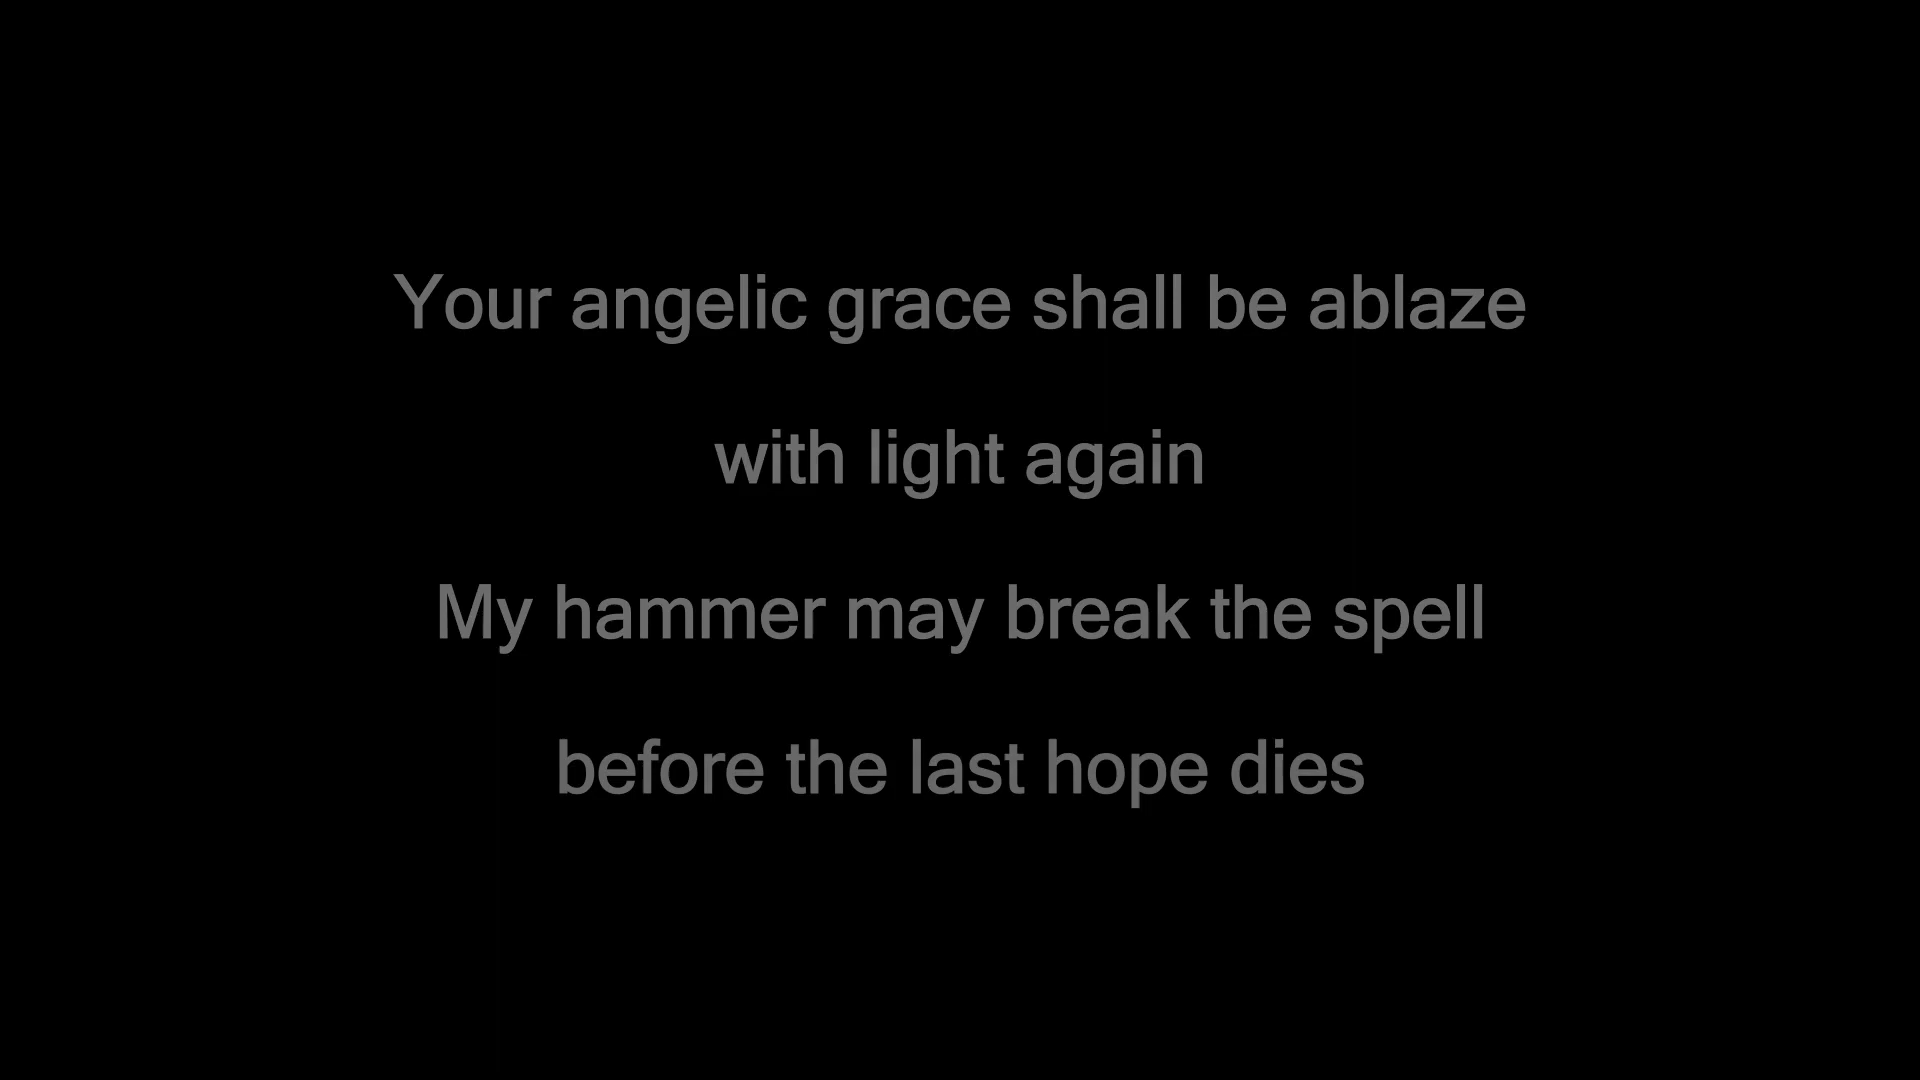 Your angelic grace shall be ablaze
with light again
My hammer may break the spell
before the last hope dies